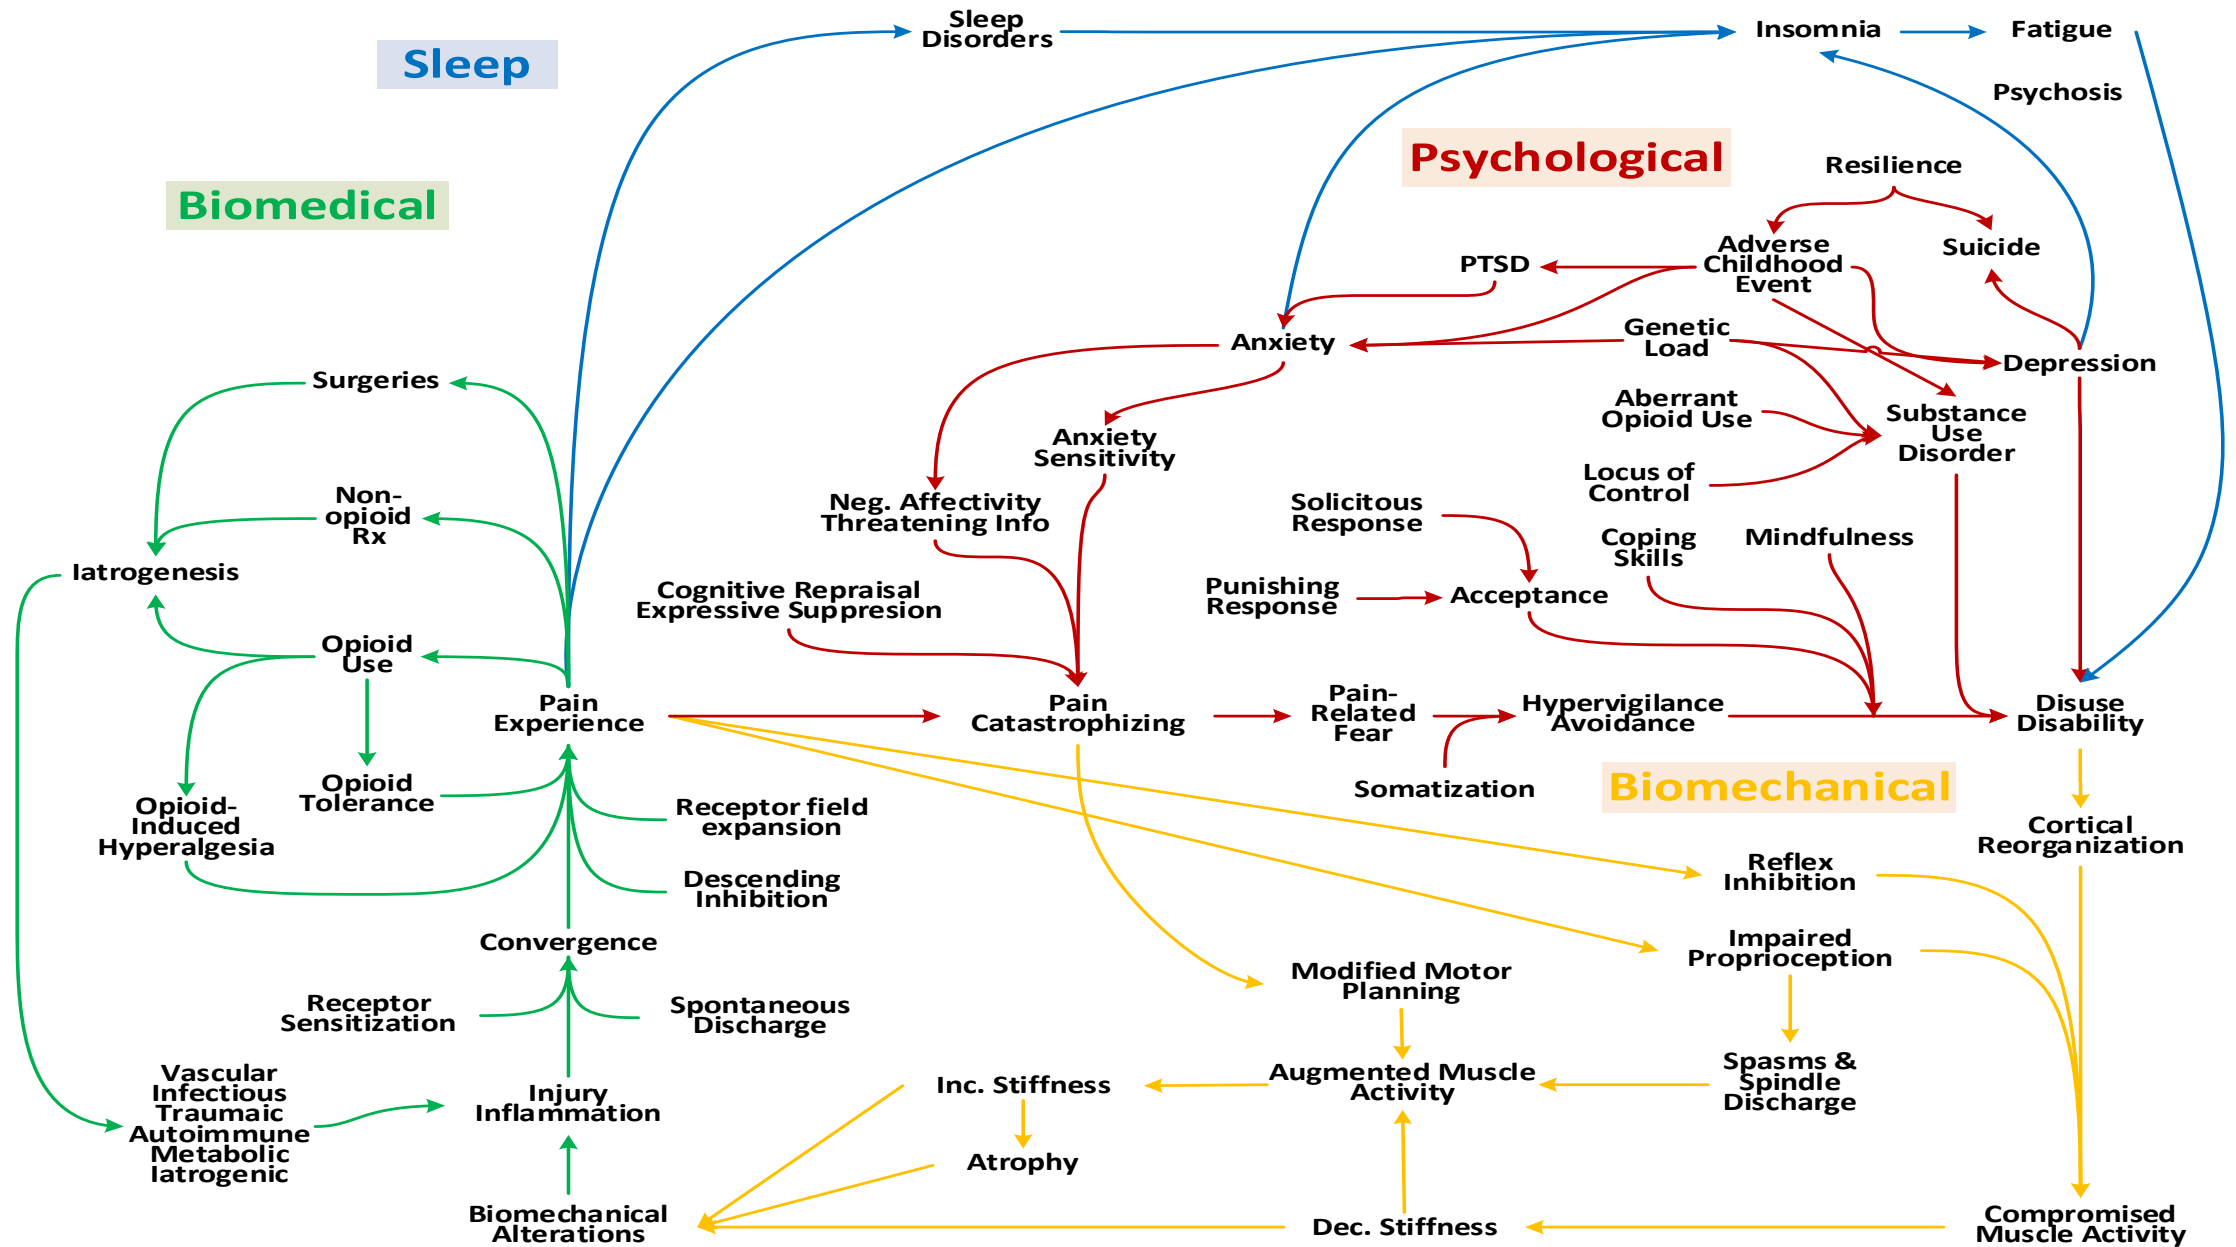 Sleep
Disorders
Insomnia
Fatigue
Sleep
Psychosis
Psychological
Resilience
Biomedical
Adverse
Childhood
Event
Suicide
PTSD
Genetic
Load
Anxiety
Depression
Surgeries
Aberrant
Opioid Use
Substance
Use
Disorder
Anxiety
Sensitivity
Locus of
Control
Non-
opioid
Rx
Neg. Affectivity
Threatening Info
Solicitous
Response
Coping
Skills
Mindfulness
Iatrogenesis
Cognitive Repraisal
Expressive Suppresion
Punishing
Response
Acceptance
Opioid
Use
Pain
Experience
Pain
Catastrophizing
Pain-
Related
Fear
Hypervigilance
Avoidance
Disuse
Disability
Opioid
Tolerance
Somatization
Biomechanical
Opioid-
Induced
Hyperalgesia
Receptor field
expansion
Cortical
Reorganization
Descending
Inhibition
Reflex
Inhibition
Convergence
Impaired
Proprioception
Modified Motor
Planning
Receptor
Sensitization
Spontaneous
Discharge
Vascular
Infectious
Traumaic
Autoimmune
Metabolic
Iatrogenic
Injury
Inflammation
Inc. Stiffness
Augmented Muscle
Activity
Spasms &
Spindle
Discharge
Atrophy
Biomechanical
Alterations
Dec. Stiffness
Compromised
Muscle Activity